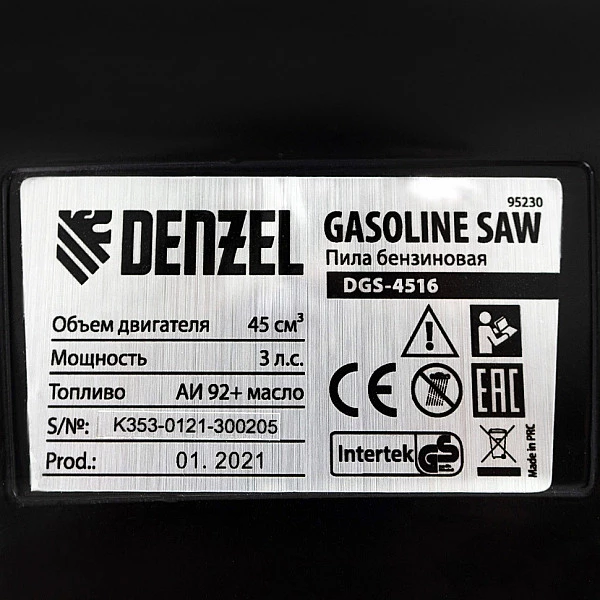 95230
DENZEL
GASOLINE SAW
Пила бензиновая
DGS-4516
Объем двигателя 45 см³
Мощность 3 л.с.
Топливо АИ 92+ масло
S/№: K353-0121-300205
Prod.: 01. 2021
CE
EAC
Intertek
GS
Made in PRC